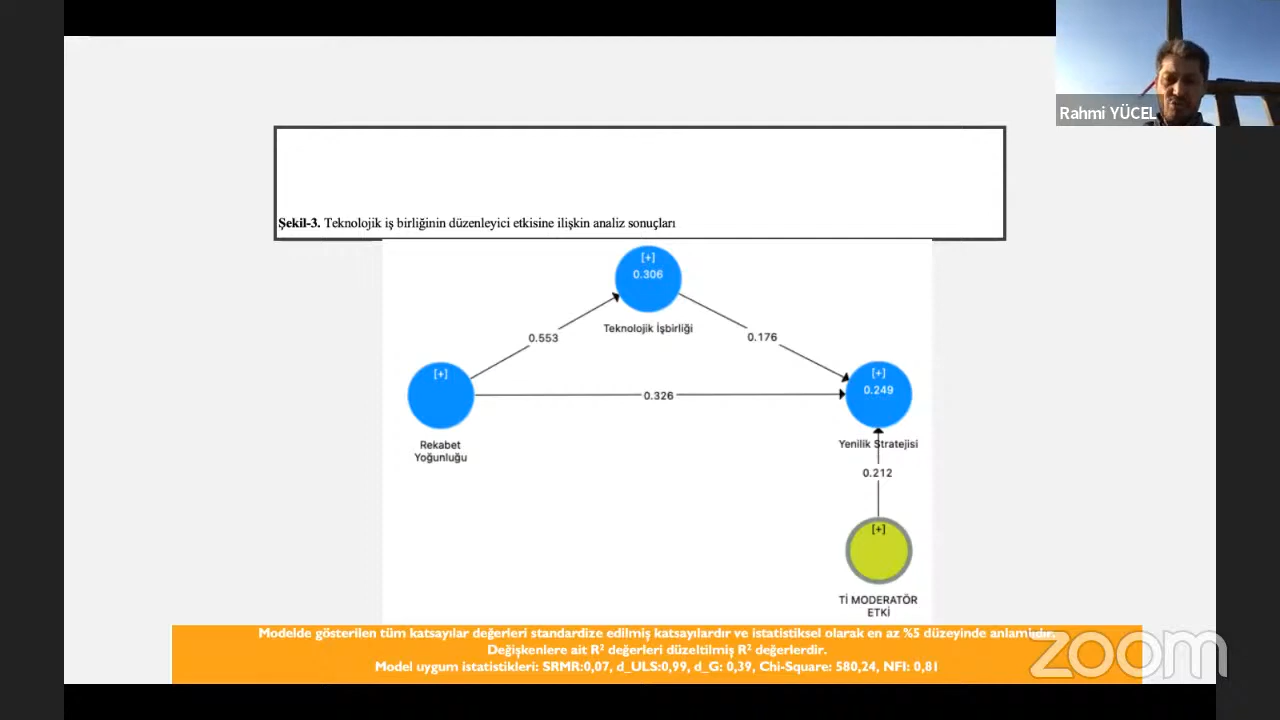 Rahmi YÜCEL
Şekil-3. Teknolojik iş birliğinin düzenleyici etkisine ilişkin analiz sonuçları
[+]
0.306
Teknolojik İşbirliği
0.553
0.176
[+]
[+]
0.249
0.326
Rekabet
Yoğunluğu
Yenilik Stratejisi
0.212
[+]
Tİ MODERATÖR
ETKİ
Modelde gösterilen tüm katsayılar değerleri standardize edilmiş katsayılardır ve istatistiksel olarak en az %5 düzeyinde anlamlıdır.
Değişkenlere ait R² değerleri düzeltilmiş R² değerlerdir.
Model uygum istatistikleri: SRMR:0,07, d_ULS:0,99, d_G: 0,39, Chi-Square: 580,24, NFI: 0,81
zoom